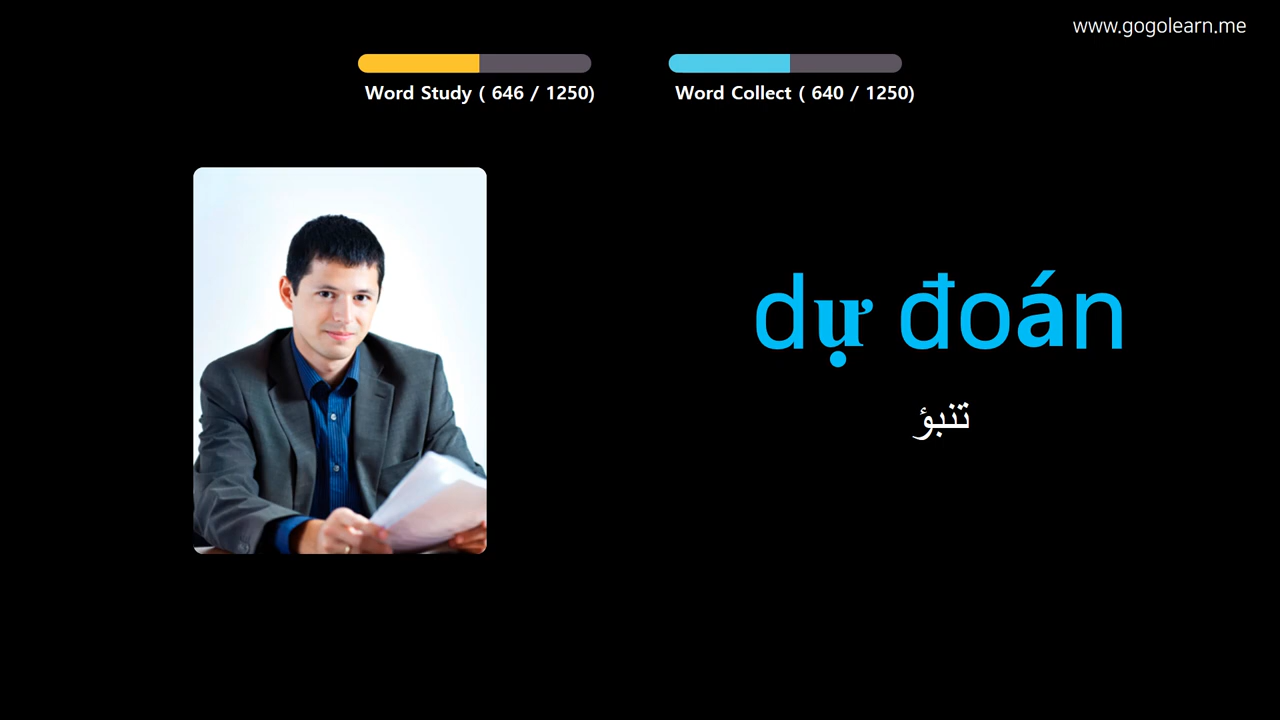 www.gogolearn.me
Word Study ( 646 / 1250)
Word Collect ( 640 / 1250)
dự đoán
تنبؤ